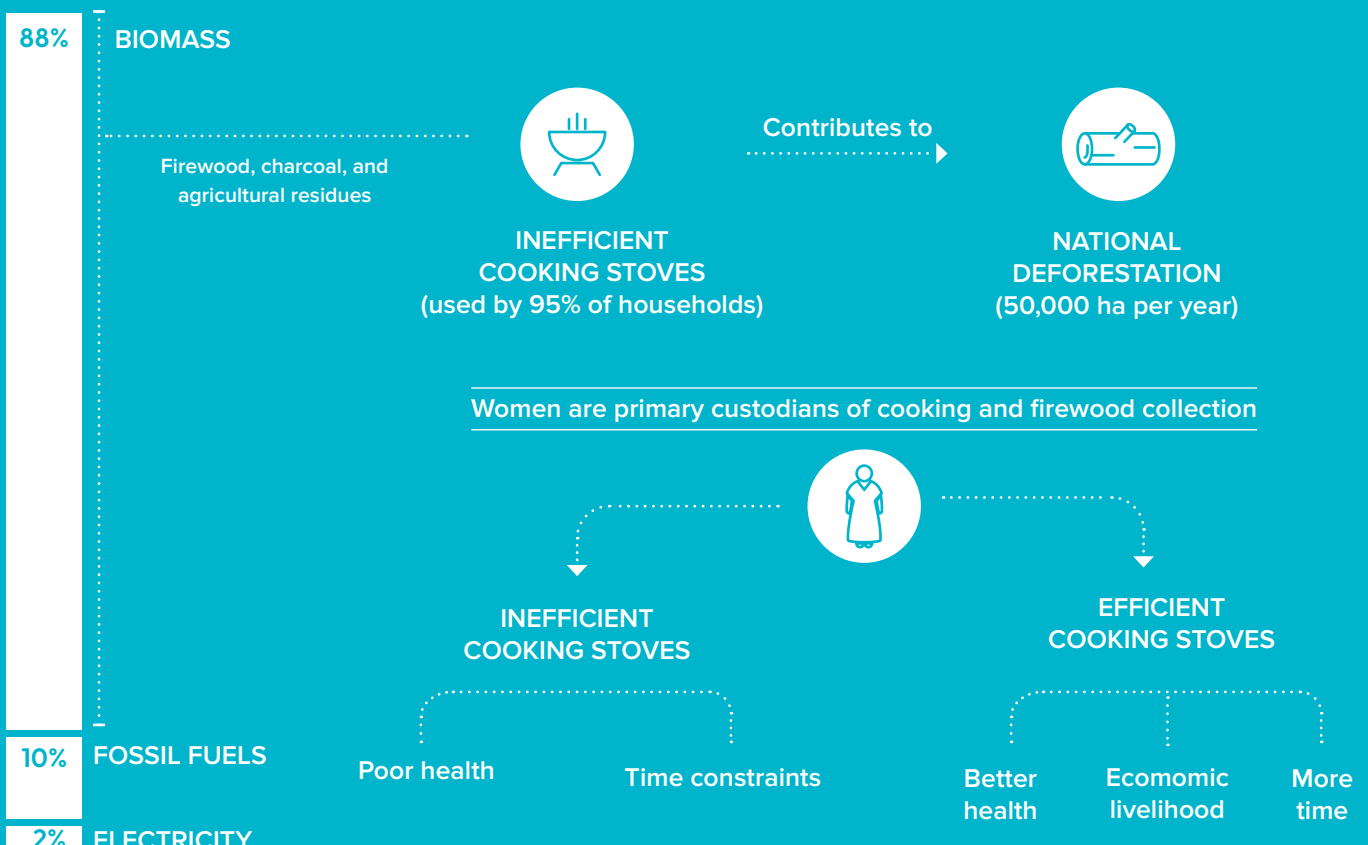 88%
BIOMASS
Firewood, charcoal, and
agricultural residues
INEFFICIENT
COOKING STOVES
(used by 95% of households)
Contributes to
NATIONAL
DEFORESTATION
(50,000 ha per year)
Women are primary custodians of cooking and firewood collection
INEFFICIENT
COOKING STOVES
Poor health
Time constraints
EFFICIENT
COOKING STOVES
Better
health
Ecomomic
livelihood
More
time
10%
FOSSIL FUELS
2%
ELECTRICITY